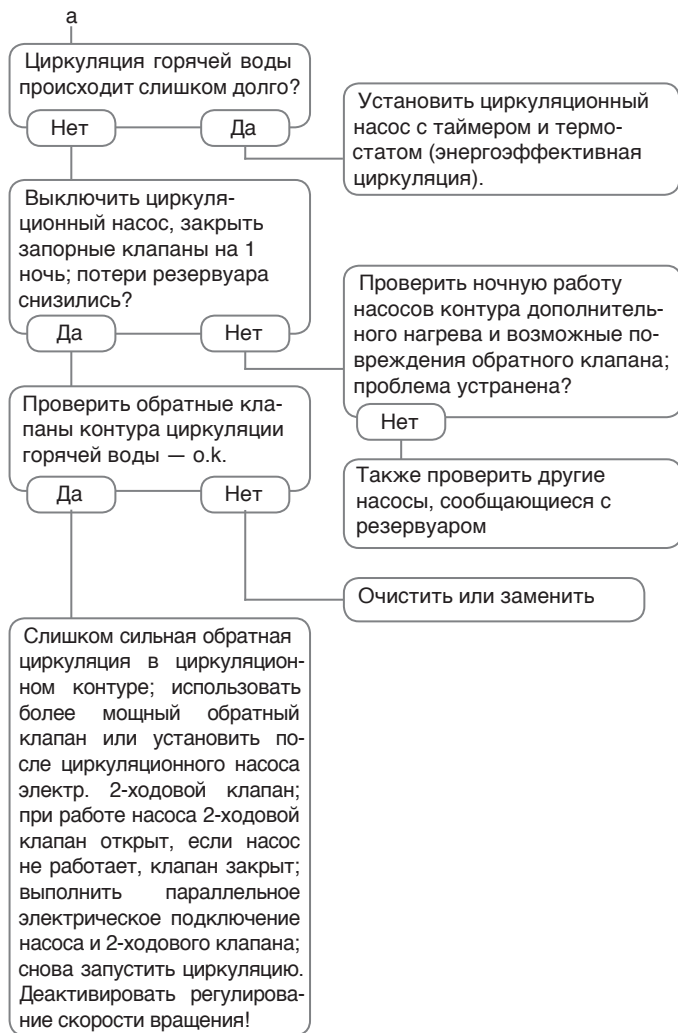 a
Циркуляция горячей воды
происходит слишком долго?
Нет
Да
Установить циркуляционный
насос с таймером и термо-
статом (энергоэффективная
циркуляция).
Выключить циркуля-
ционный насос, закрыть
запорные клапаны на 1
ночь; потери резервуара
снизились?
Да
Нет
Проверить ночную работу
насосов контура дополнитель-
ного нагрева и возможные по-
вреждения обратного клапана;
проблема устранена?
Нет
Также проверить другие
насосы, сообщающиеся с
резервуаром
Проверить обратные кла-
паны контура циркуляции
горячей воды — o.k.
Да
Нет
Очистить или заменить
Слишком сильная обратная
циркуляция в циркуляцион-
ном контуре; использовать
более мощный обратный
клапан или установить по-
сле циркуляционного насоса
электр. 2-ходовой клапан;
при работе насоса 2-ходовой
клапан открыт, если насос
не работает, клапан закрыт;
выполнить параллельное
электрическое подключение
насоса и 2-ходового клапана;
снова запустить циркуляцию.
Деактивировать регулирова-
ние скорости вращения!